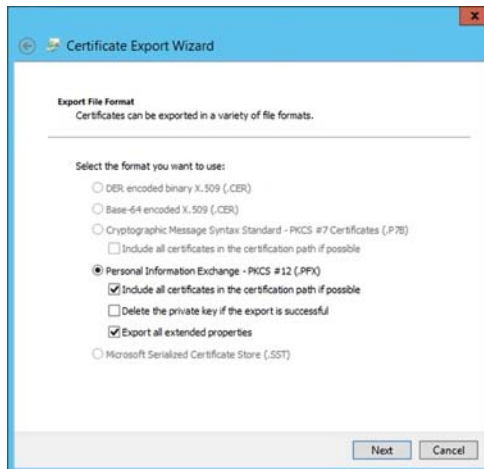 x
Certificate Export Wizard
Export File Format
Certificates can be exported in a variety of file formats.
Select the format you want to use:
DER encoded binary X.509 (.CER)
Base-64 encoded X.509 (.CER)
Cryptographic Message Syntax Standard - PKCS #7 Certificates (.P7B)
Include all certificates in the certification path if possible
Personal Information Exchange - PKCS #12 (.PFX)
Include all certificates in the certification path if possible
Delete the private key if the export is successful
Export all extended properties
Microsoft Serialized Certificate Store (.SST)
Next Cancel